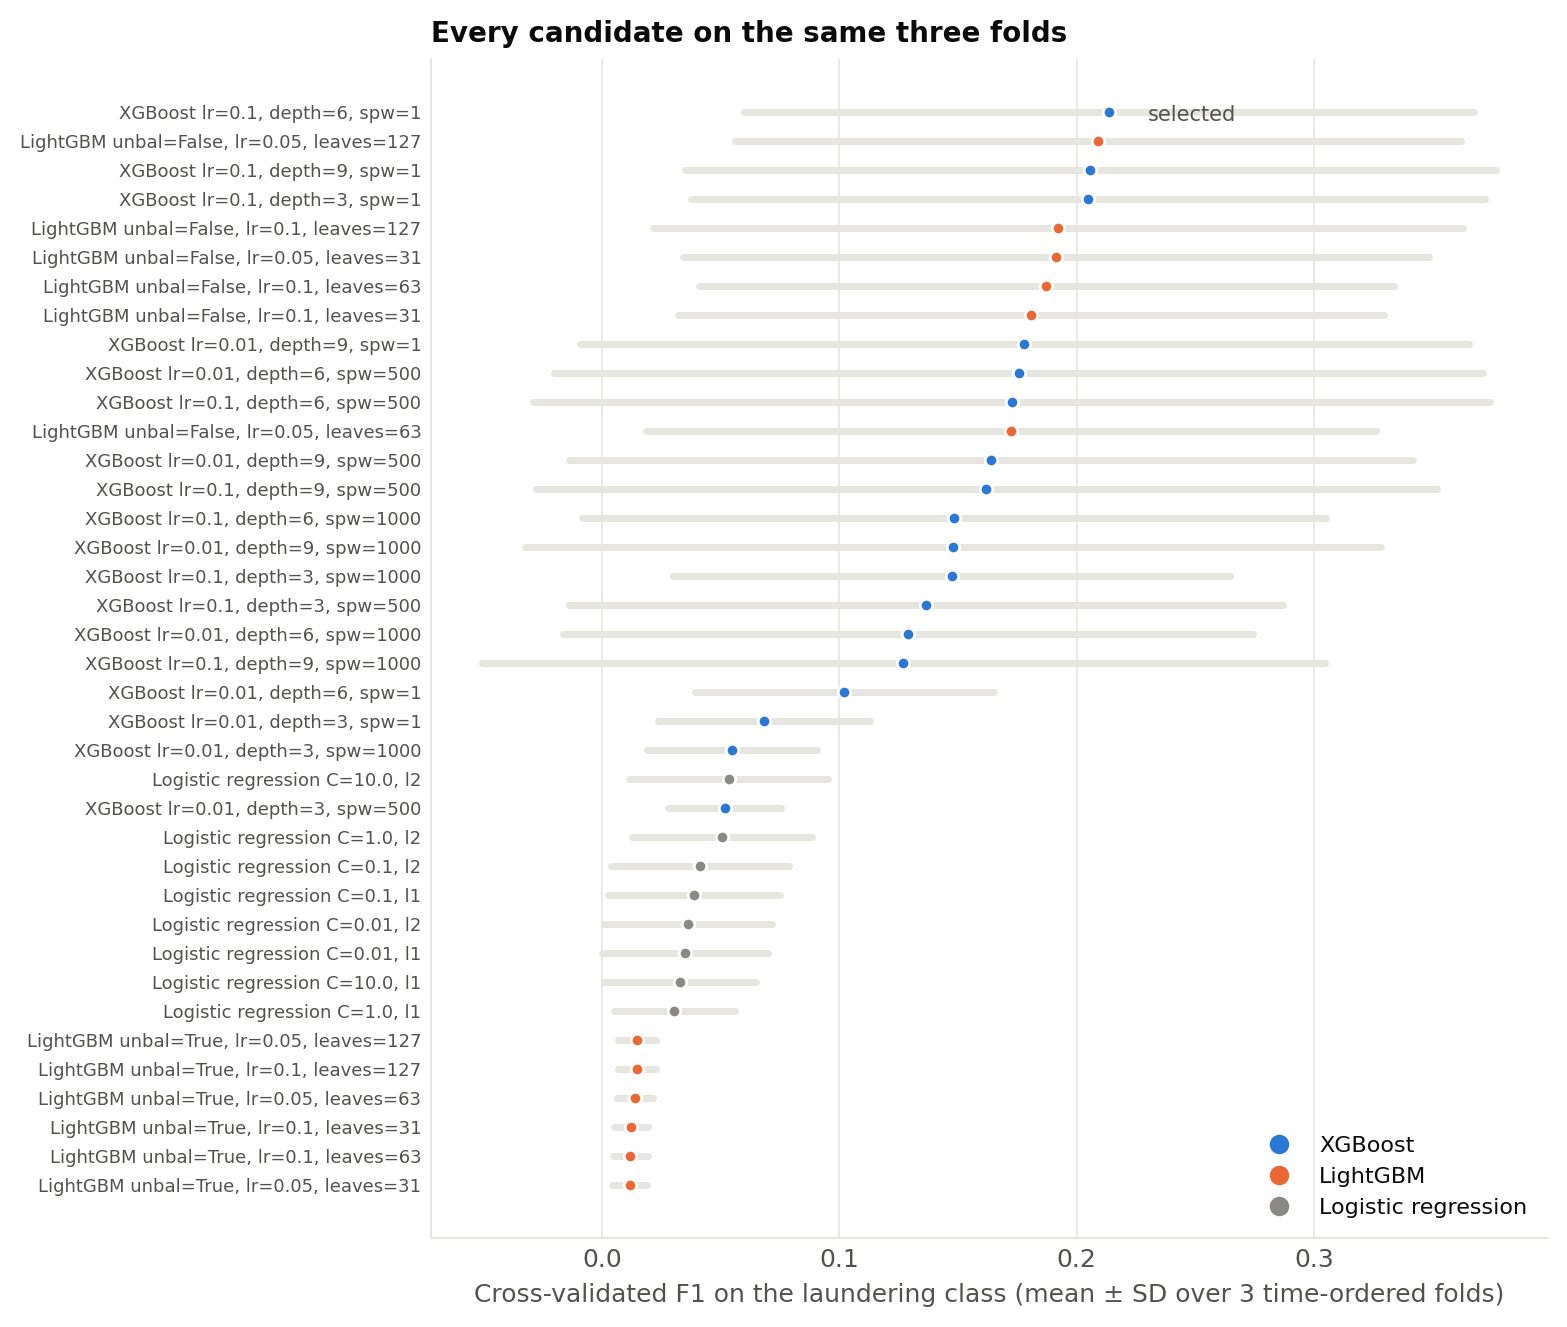 Every candidate on the same three folds
XGBoost lr=0.1, depth=6, spw=1
selected
LightGBM unbal=False, lr=0.05, leaves=127
XGBoost lr=0.1, depth=9, spw=1
XGBoost lr=0.1, depth=3, spw=1
LightGBM unbal=False, lr=0.1, leaves=127
LightGBM unbal=False, lr=0.05, leaves=31
LightGBM unbal=False, lr=0.1, leaves=63
LightGBM unbal=False, lr=0.1, leaves=31
XGBoost lr=0.01, depth=9, spw=1
XGBoost lr=0.01, depth=6, spw=500
XGBoost lr=0.1, depth=6, spw=500
LightGBM unbal=False, lr=0.05, leaves=63
XGBoost lr=0.01, depth=9, spw=500
XGBoost lr=0.1, depth=9, spw=500
XGBoost lr=0.1, depth=6, spw=1000
XGBoost lr=0.01, depth=9, spw=1000
XGBoost lr=0.1, depth=3, spw=1000
XGBoost lr=0.1, depth=3, spw=500
XGBoost lr=0.01, depth=6, spw=1000
XGBoost lr=0.1, depth=9, spw=1000
XGBoost lr=0.01, depth=6, spw=1
XGBoost lr=0.01, depth=3, spw=1
XGBoost lr=0.01, depth=3, spw=1000
Logistic regression C=10.0, l2
XGBoost lr=0.01, depth=3, spw=500
Logistic regression C=1.0, l2
Logistic regression C=0.1, l2
Logistic regression C=0.1, l1
Logistic regression C=0.01, l2
Logistic regression C=0.01, l1
Logistic regression C=10.0, l1
Logistic regression C=1.0, l1
LightGBM unbal=True, lr=0.05, leaves=127
LightGBM unbal=True, lr=0.1, leaves=127
LightGBM unbal=True, lr=0.05, leaves=63
LightGBM unbal=True, lr=0.1, leaves=31
LightGBM unbal=True, lr=0.1, leaves=63
LightGBM unbal=True, lr=0.05, leaves=31
XGBoost
LightGBM
Logistic regression
0.0 0.1 0.2 0.3
Cross-validated F1 on the laundering class (mean ± SD over 3 time-ordered folds)